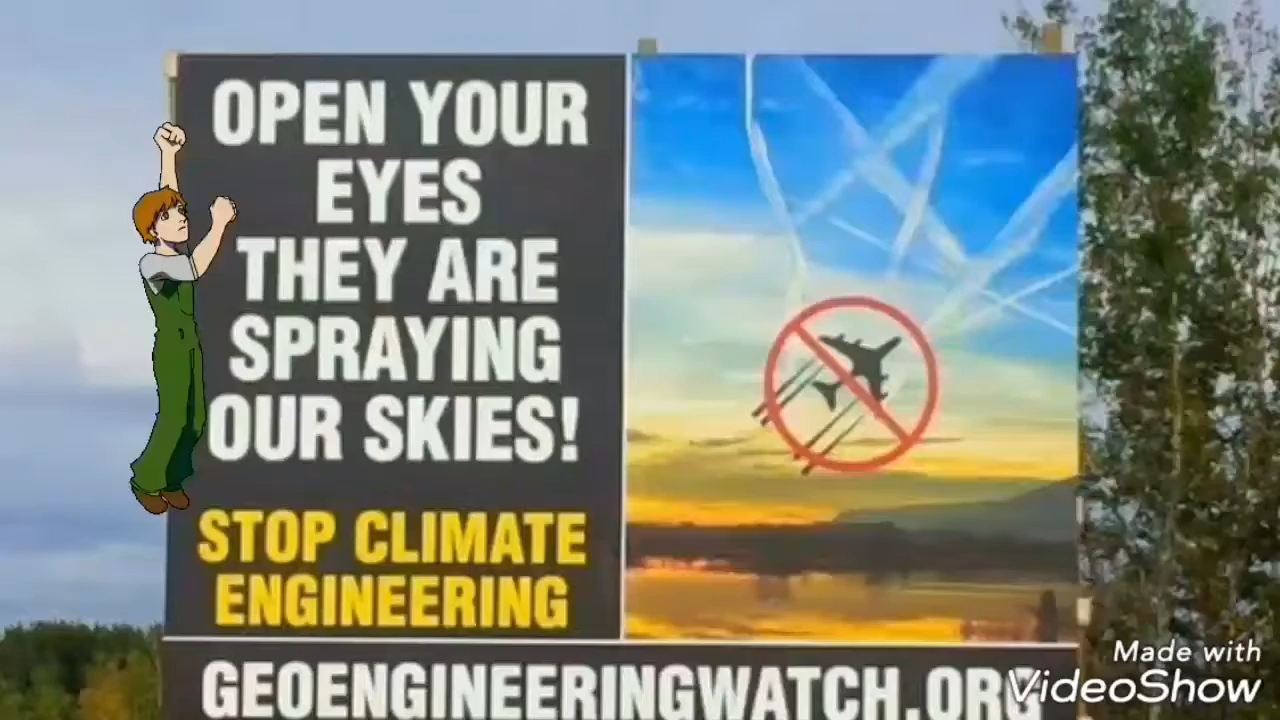 OPEN YOUR
EYES
THEY ARE
SPRAYING
OUR SKIES!
STOP CLIMATE
ENGINEERING
GEOENGINEERINGWATCH.ORG
Made with
VideoShow